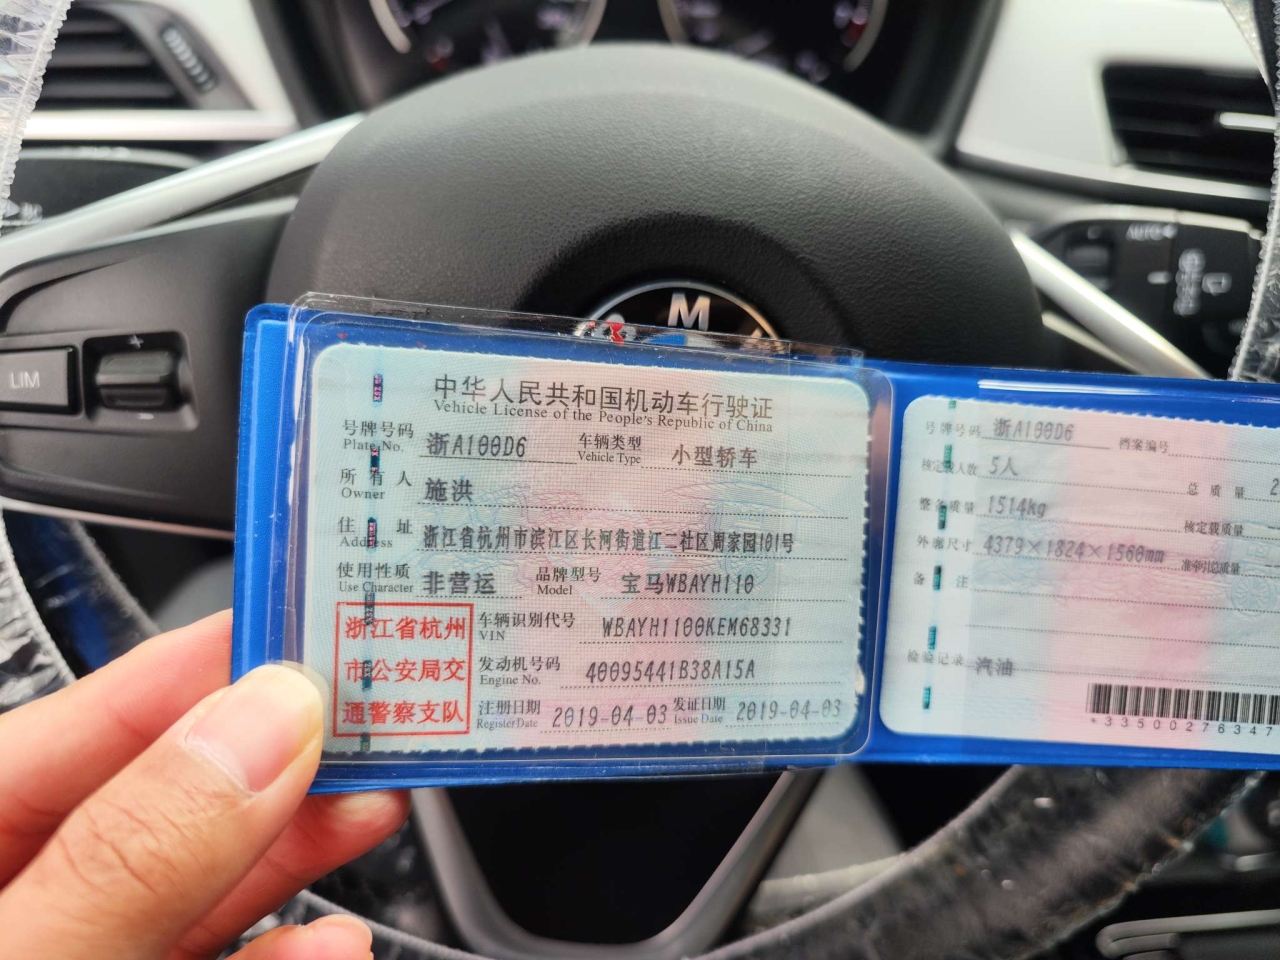 AUTO
LIM
M
中华人民共和国机动车行驶证
Vehicle License of the People's Republic of China
号牌号码 浙A100D6 车辆类型 小型轿车
Plate No. Vehicle Type
所有人 施洪
Owner
住址 浙江省杭州市滨江区长河街道江二社区周家园101号
Address
使用性质 非营运 品牌型号 宝马WBAYH110
Use Character Model
浙江省杭州
市公安局交
通警察支队
车辆识别代号 WBAYH1100KEM68331
VIN
发动机号码 40095441B38A15A
Engine No.
注册日期 2019-04-03 发证日期 2019-04-03
Register Date Issue Date
号牌号码 浙A100D6 档案编号
核定载人数 5人 总质量 2
整备质量 1514kg 核定载质量
外廓尺寸 4379×1824×1560mm 准牵引总质量
备注
检验记录 汽油
*33500276347